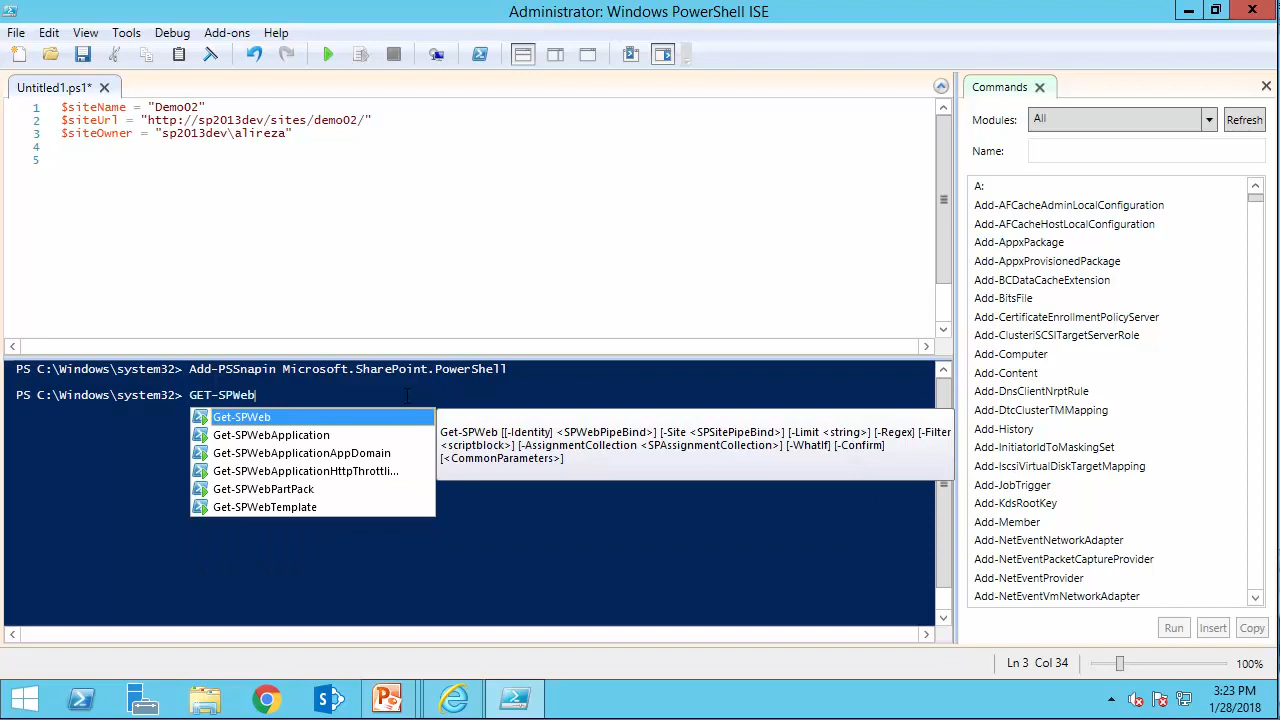 Administrator: Windows PowerShell ISE
File Edit View Tools Debug Add-ons Help
Untitled1.ps1*
1 $siteName = "Demo02"
2 $siteUrl = "http://sp2013dev/sites/demo02/"
3 $siteOwner = "sp2013dev\alireza"
4
5
PS C:\Windows\system32> Add-PSSnapin Microsoft.SharePoint.PowerShell
PS C:\Windows\system32> GET-SPWeb
Get-SPWeb
Get-SPWebApplication
Get-SPWebApplicationAppDomain
Get-SPWebApplicationHttpThrottli...
Get-SPWebPartPack
Get-SPWebTemplate
Get-SPWeb [[-Identity] <SPWebPipeBind>] [-Site <SPSitePipeBind>] [-Limit <string>] [-Regex] [-Filter
<scriptblock>] [-AssignmentCollection <SPAssignmentCollection>] [-WhatIf] [-Confirm]
[<CommonParameters>]
Commands
Modules: All Refresh
Name:
A:
Add-AFCacheAdminLocalConfiguration
Add-AFCacheHostLocalConfiguration
Add-AppxPackage
Add-AppxProvisionedPackage
Add-BCDataCacheExtension
Add-BitsFile
Add-CertificateEnrollmentPolicyServer
Add-ClusteriSCSITargetServerRole
Add-Computer
Add-Content
Add-DnsClientNrptRule
Add-DtcClusterTMMapping
Add-History
Add-InitiatorIdToMaskingSet
Add-IscsiVirtualDiskTargetMapping
Add-JobTrigger
Add-KdsRootKey
Add-Member
Add-NetEventNetworkAdapter
Add-NetEventPacketCaptureProvider
Add-NetEventProvider
Add-NetEventVmNetworkAdapter
Run Insert Copy
Ln 3 Col 34 100%
3:23 PM
1/28/2018